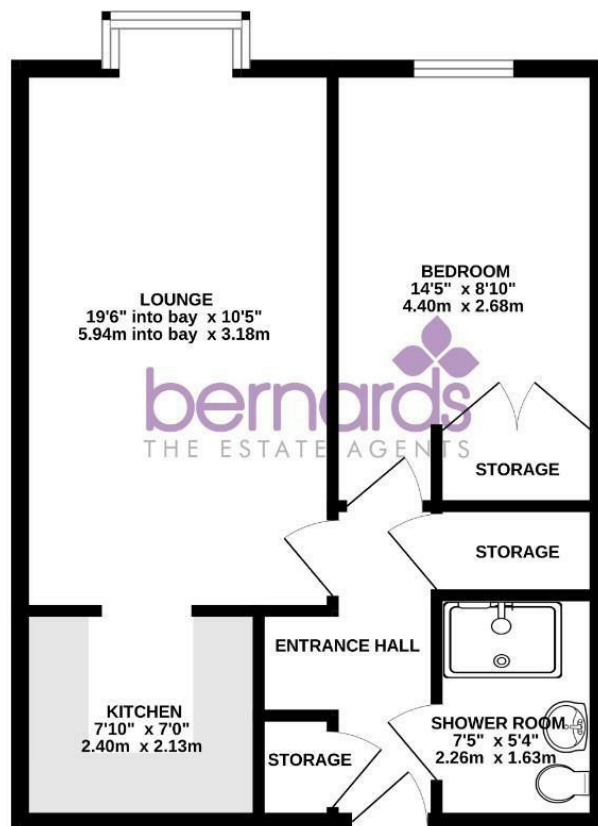 LOUNGE
19'6" into bay x 10'5"
5.94m into bay x 3.18m
BEDROOM
14'5" x 8'10"
4.40m x 2.68m
bernards
THE ESTATE AGENTS
STORAGE
STORAGE
ENTRANCE HALL
KITCHEN
7'10" x 7'0"
2.40m x 2.13m
STORAGE
SHOWER ROOM
7'5" x 5'4"
2.26m x 1.63m